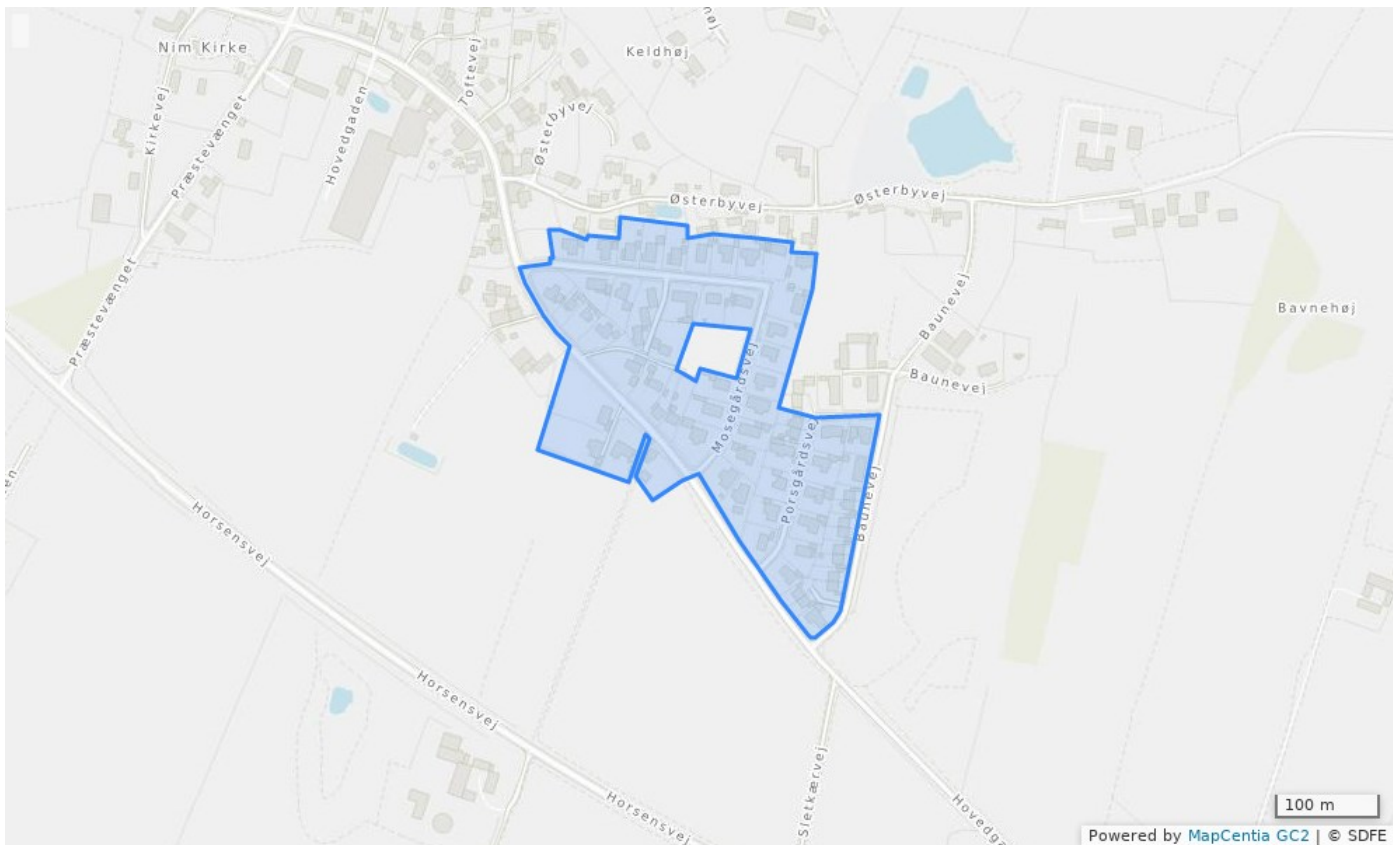 Nim Kirke
Keldhøj
Toftevej
Kirkevej
Præstevænget
Hovedgaden
Østerbyvej
Østerbyvej
Østerbyvej
Præstevænget
Baunevej
Bavnehøj
Mosegårdsvej
Baunevej
Porsgårdsvej
Baunevej
Horsensvej
Horsensvej
Sletkærvej
Horsensvej
Hovedga
100 m
Powered by MapCentia GC2 | © SDFE